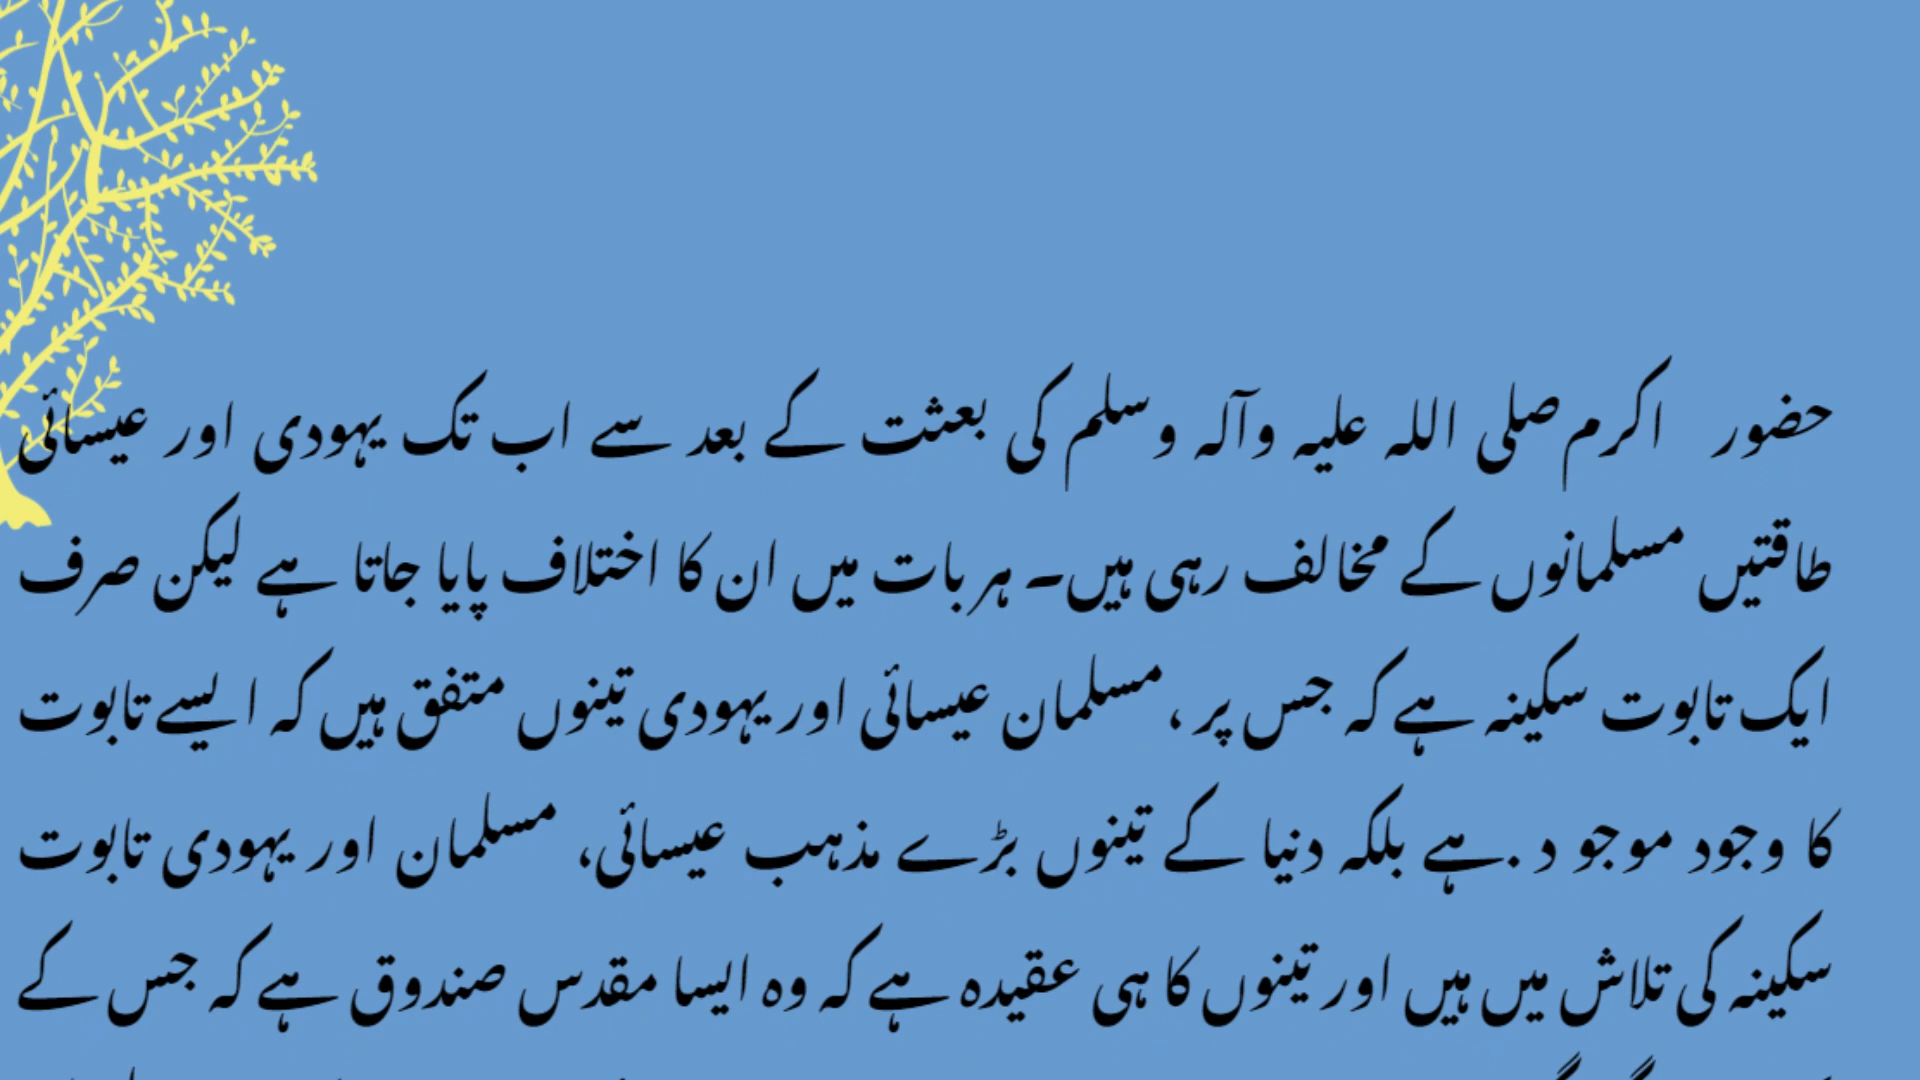 حضور اکرم صلی اللہ علیہ وآلہ وسلم کی بعثت کے بعد سے اب تک یہودی اور عیسائی
طاقتیں مسلمانوں کے مخالف رہی ہیں۔ ہر بات میں ان کا اختلاف پایا جاتا ہے لیکن صرف
ایک تابوت سکینہ ہے کہ جس پر ، مسلمان عیسائی اور یہودی تینوں متفق ہیں کہ ایسے تابوت
کا وجود موجو د .ہے بلکہ دنیا کے تینوں بڑے مذہب عیسائی، مسلمان اور یہودی تابوت
سکینہ کی تلاش میں ہیں اور تینوں کا ہی عقیدہ ہے کہ وہ ایسا مقدس صندوق ہے کہ جس کے